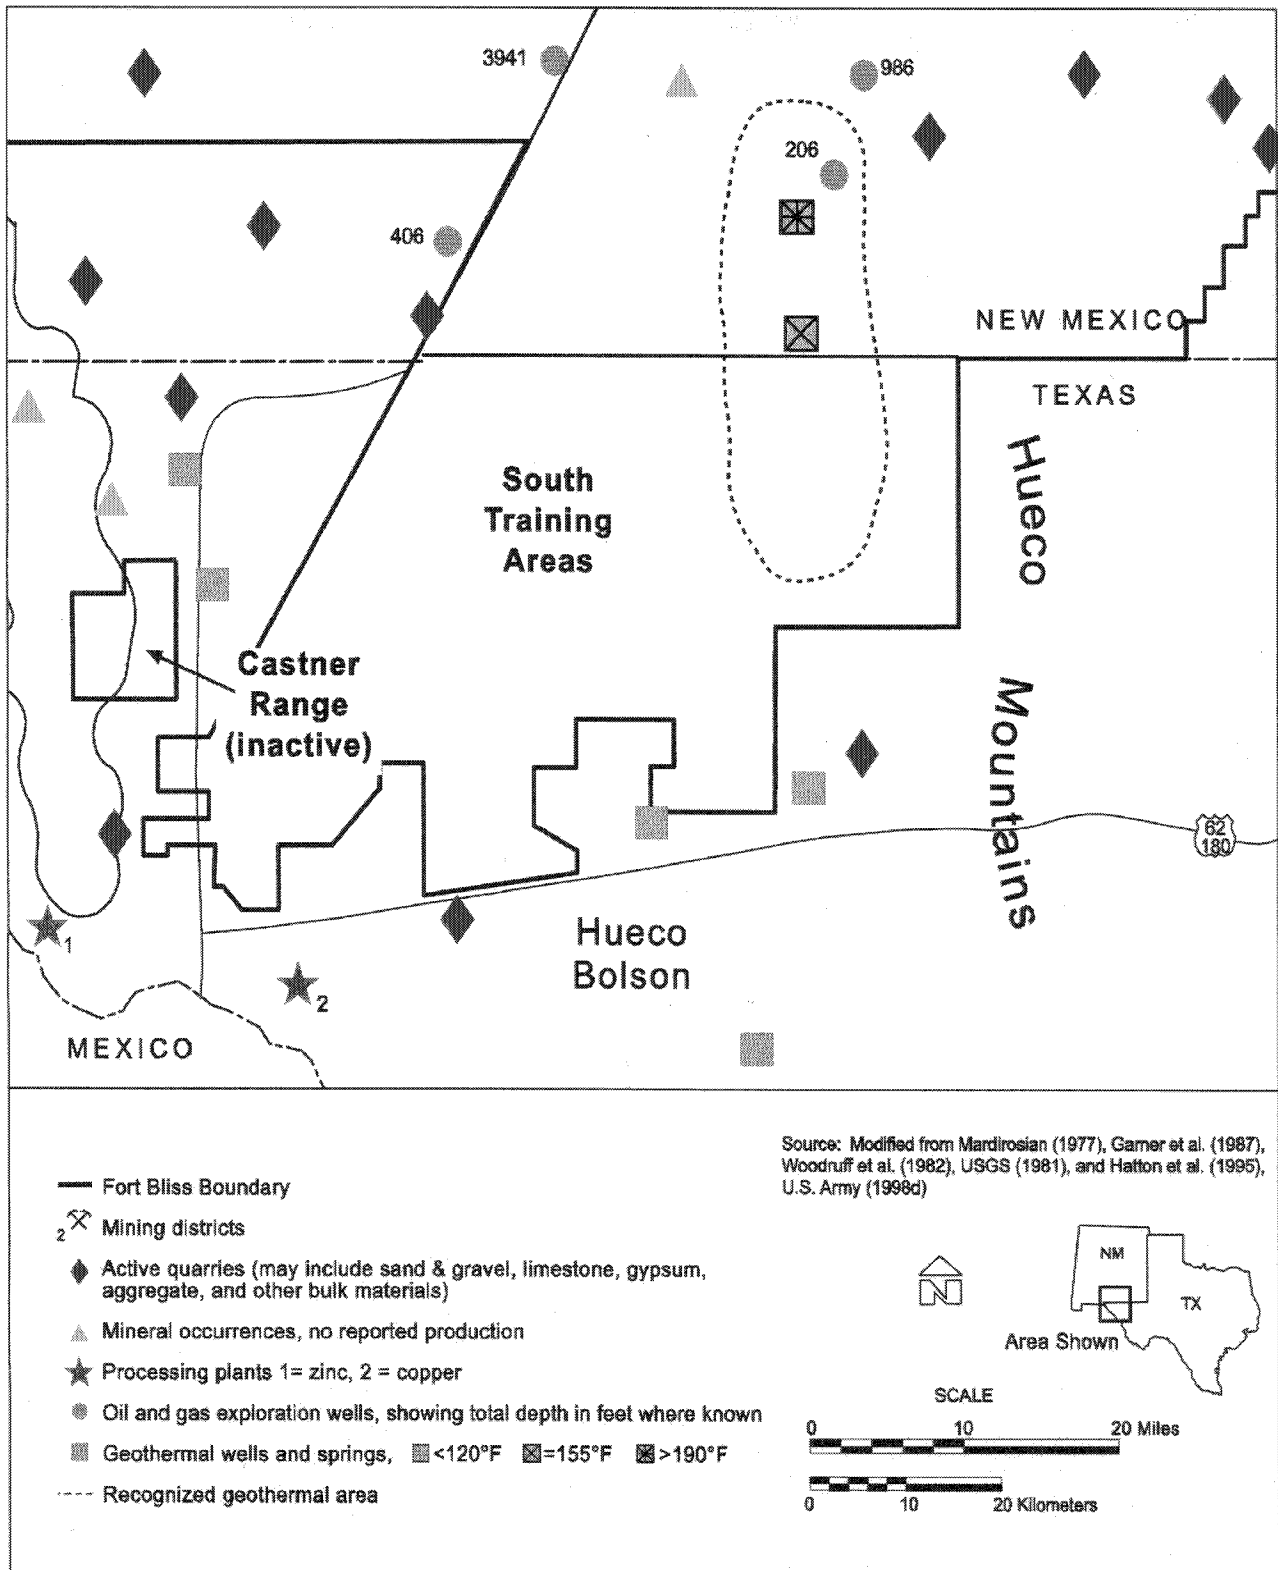 3941
986
206
406
NEW MEXICO
TEXAS
Hueco
Mountains
South
Training
Areas
Castner
Range
(inactive)
62
180
1
Hueco
Bolson
2
MEXICO
Source: Modified from Mardirosian (1977), Garner et al. (1987),
Woodruff et al. (1982), USGS (1981), and Hatton et al. (1995),
U.S. Army (1998d)
Fort Bliss Boundary
2 Mining districts
Active quarries (may include sand & gravel, limestone, gypsum,
aggregate, and other bulk materials)
Mineral occurrences, no reported production
Processing plants 1= zinc, 2 = copper
Oil and gas exploration wells, showing total depth in feet where known
Geothermal wells and springs, <120°F =155°F >190°F
Recognized geothermal area
N
NM
TX
Area Shown
SCALE
0 10 20 Miles
0 10 20 Kilometers